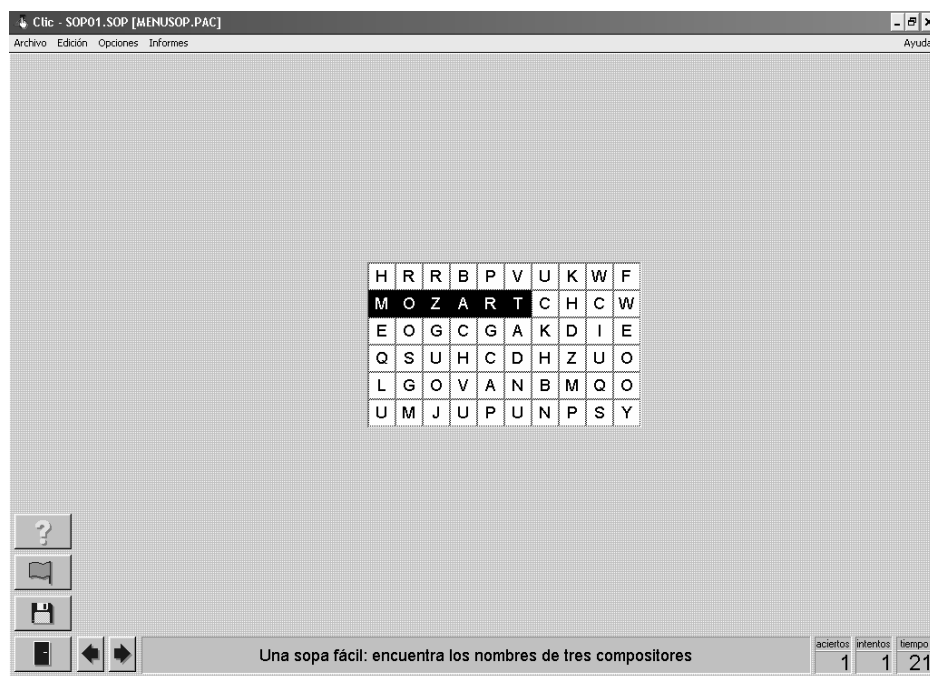 Clic - SOP01.SOP [MENUSOP.PAC]
Archivo Edición Opciones Informes Ayuda
H R R B P V U K W F
M O Z A R T C H C W
E O G C G A K D I E
Q S U H C D H Z U O
L G O V A N B M Q O
U M J U P U N P S Y
Una sopa fácil: encuentra los nombres de tres compositores
aciertos intentos tiempo
1 1 21